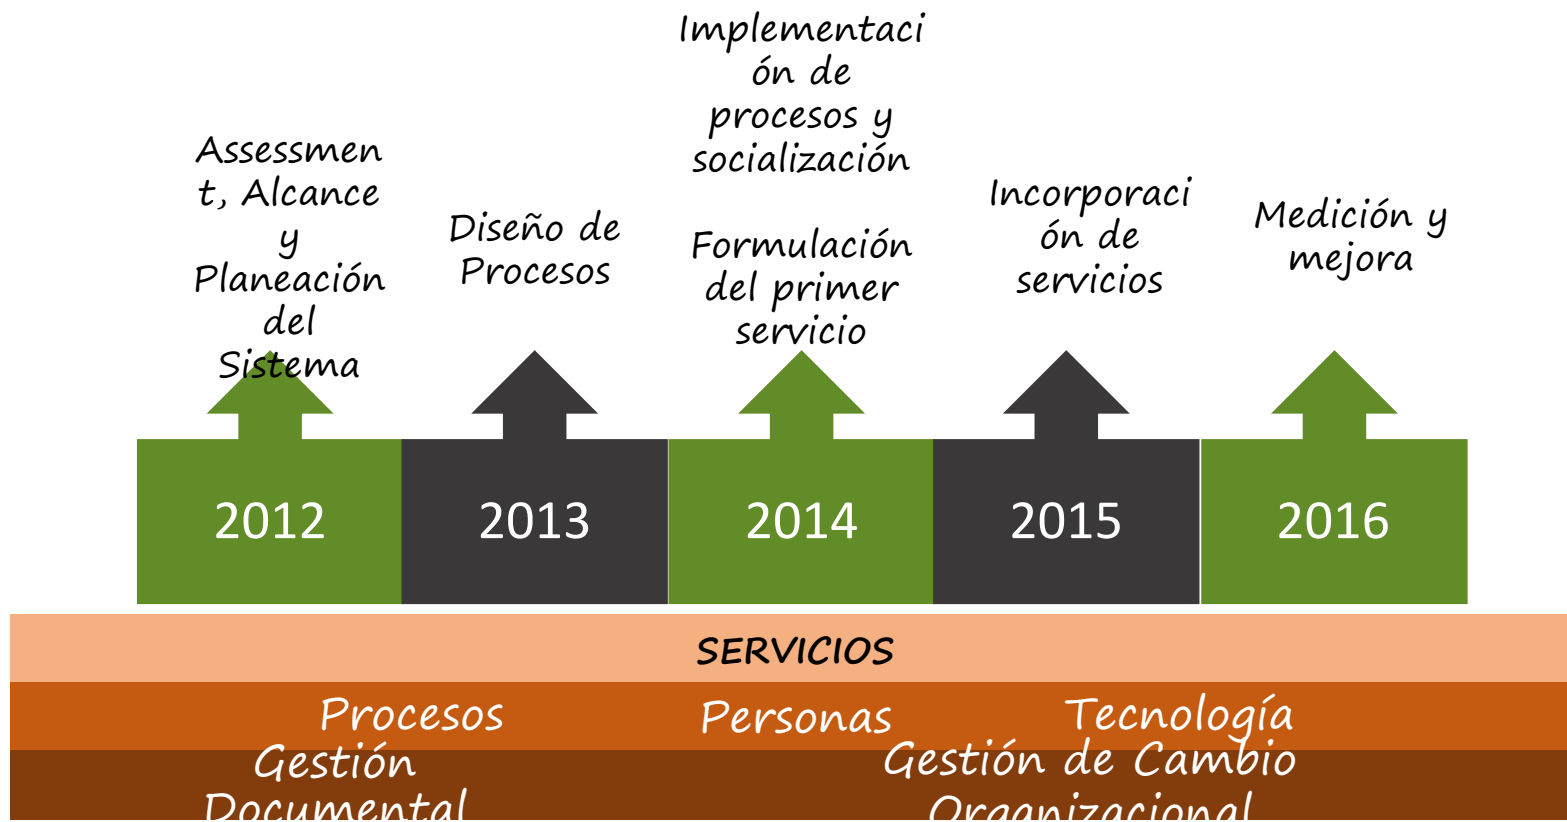 Assessmen
t, Alcance
y
Planeación
del
Sistema
Diseño de
Procesos
Implementaci
ón de
procesos y
socialización
Formulación
del primer
servicio
Incorporaci
ón de
servicios
Medición y
mejora
2012
2013
2014
2015
2016
SERVICIOS
Procesos
Personas
Tecnología
Gestión
Documental
Gestión de Cambio
Organizacional